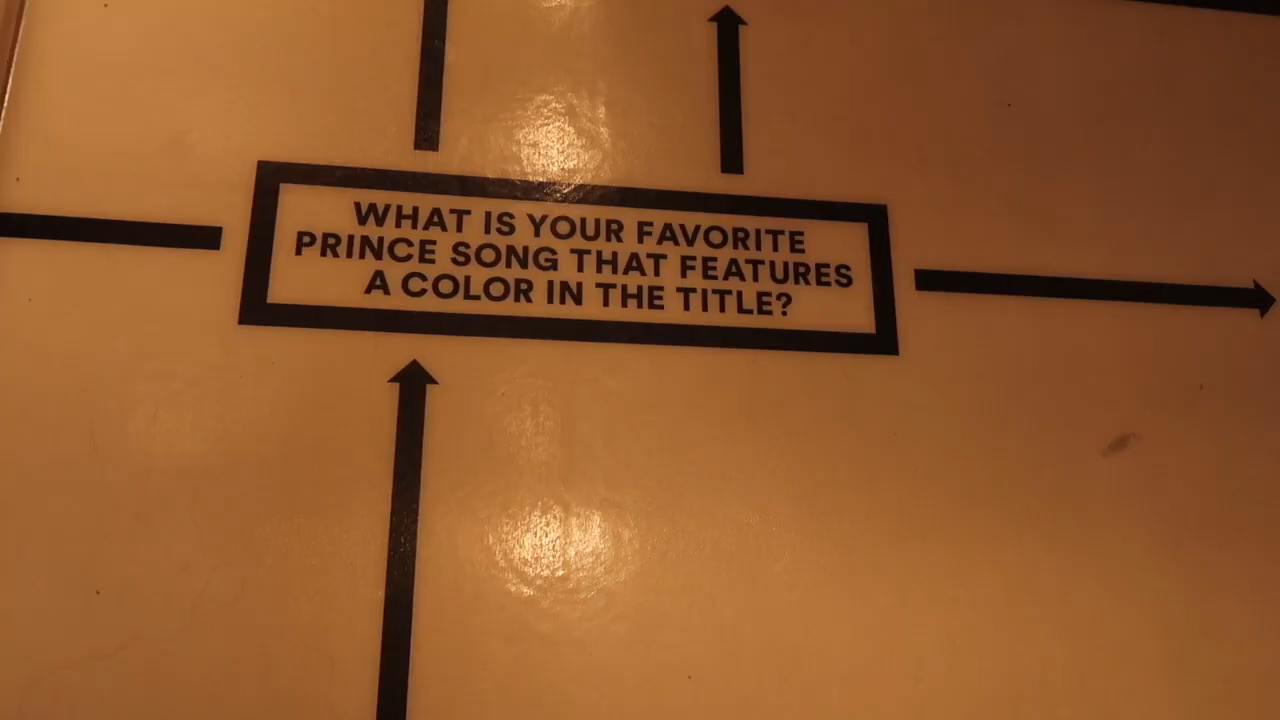 WHAT IS YOUR FAVORITE
PRINCE SONG THAT FEATURES
A COLOR IN THE TITLE?